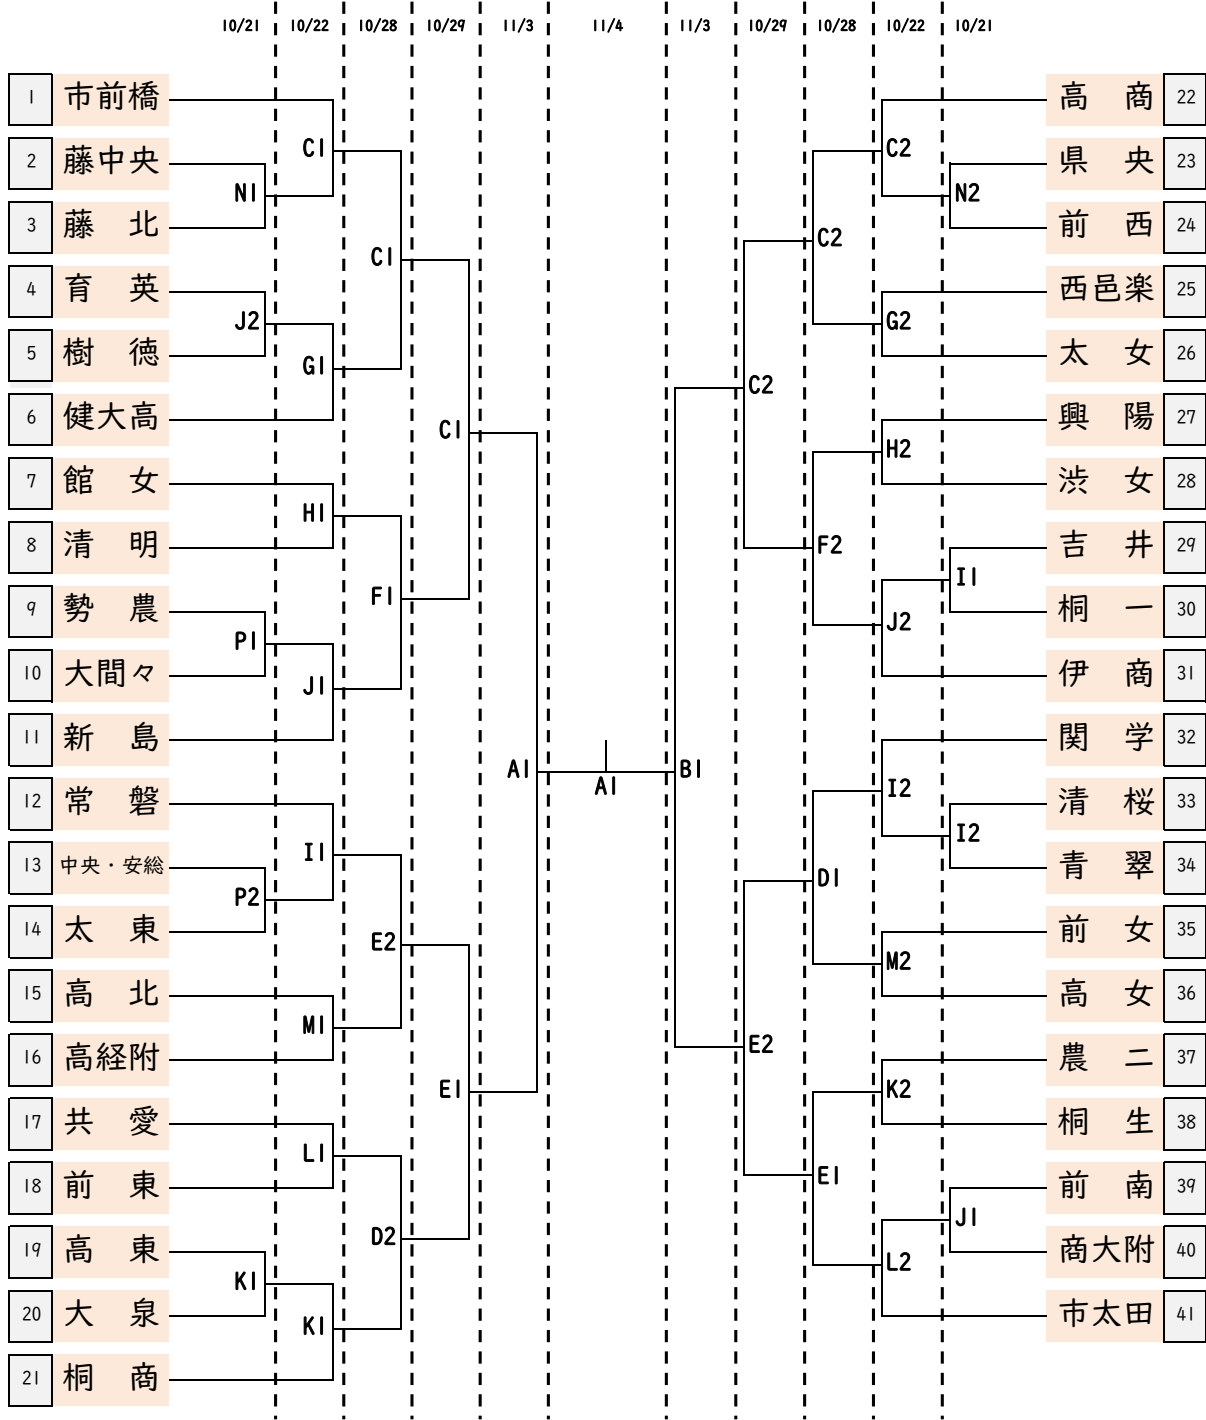 10/21 10/22 10/28 10/29 11/3 11/4 11/3 10/29 10/28 10/22 10/21
1 市前橋 高 商 22
C1 C2
2 藤中央 県 央 23
N1 N2
3 藤 北 前 西 24
C1 C2
4 育 英 西邑楽 25
J2 G2
5 樹 徳 太 女 26
G1
C2
6 健大高 興 陽 27
C1 H2
7 館 女 渋 女 28
H1
8 清 明 吉 井 29
F2
F1 I1
9 勢 農 桐 一 30
P1 J2
10 大間々 伊 商 31
J1
11 新 島 関 学 32
A1 A1 B1
I2
12 常 磐 清 桜 33
I1 I2
13 中央・安総 青 翠 34
P2 D1
14 太 東 前 女 35
E2 M2
15 高 北 高 女 36
M1
E2
16 高経附 農 二 37
E1 K2
17 共 愛 桐 生 38
L1
18 前 東 前 南 39
E1
D2 J1
19 高 東 商大附 40
K1 L2
20 大 泉 市太田 41
K1
21 桐 商